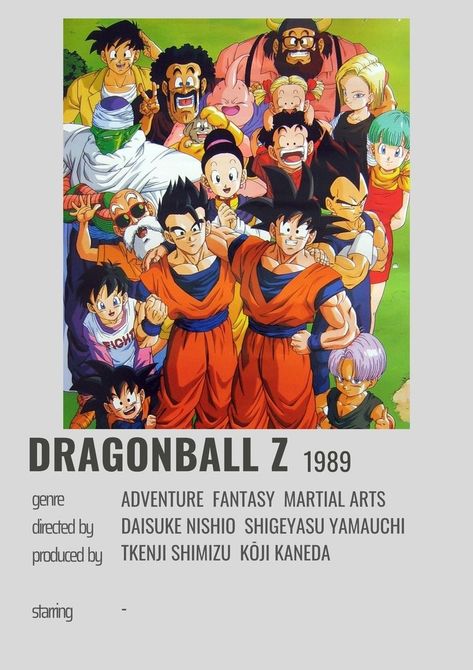 DRAGONBALL Z 1989
genre ADVENTURE FANTASY MARTIAL ARTS
directed by DAISUKE NISHIO SHIGEYASU YAMAUCHI
produced by TKENJI SHIMIZU KŌJI KANEDA
starring -